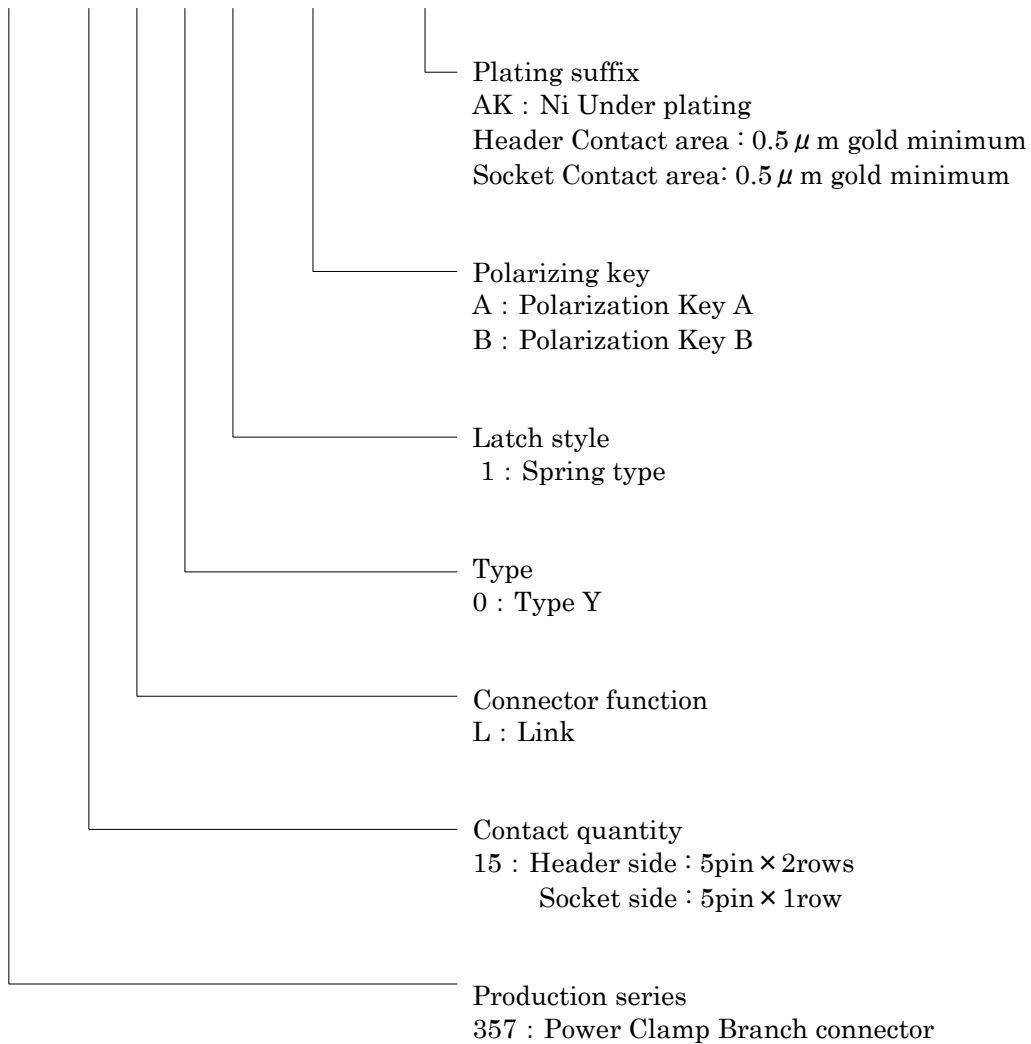 Plating suffix
AK : Ni Under plating
Header Contact area : 0.5 μ m gold minimum
Socket Contact area: 0.5 μ m gold minimum
Polarizing key
A : Polarization Key A
B : Polarization Key B
Latch style
1 : Spring type
Type
0 : Type Y
Connector function
L : Link
Contact quantity
15 : Header side : 5pin × 2rows
Socket side : 5pin × 1row
Production series
357 : Power Clamp Branch connector